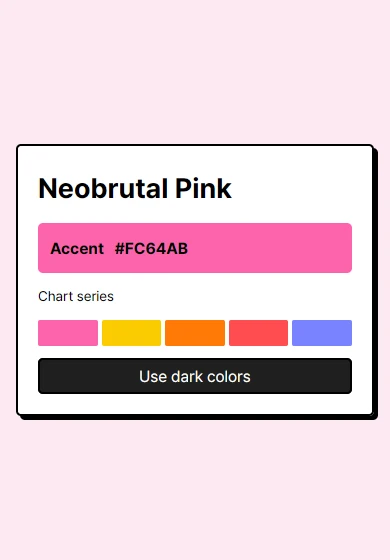 Neobrutal Pink
Accent #FC64AB
Chart series
Use dark colors